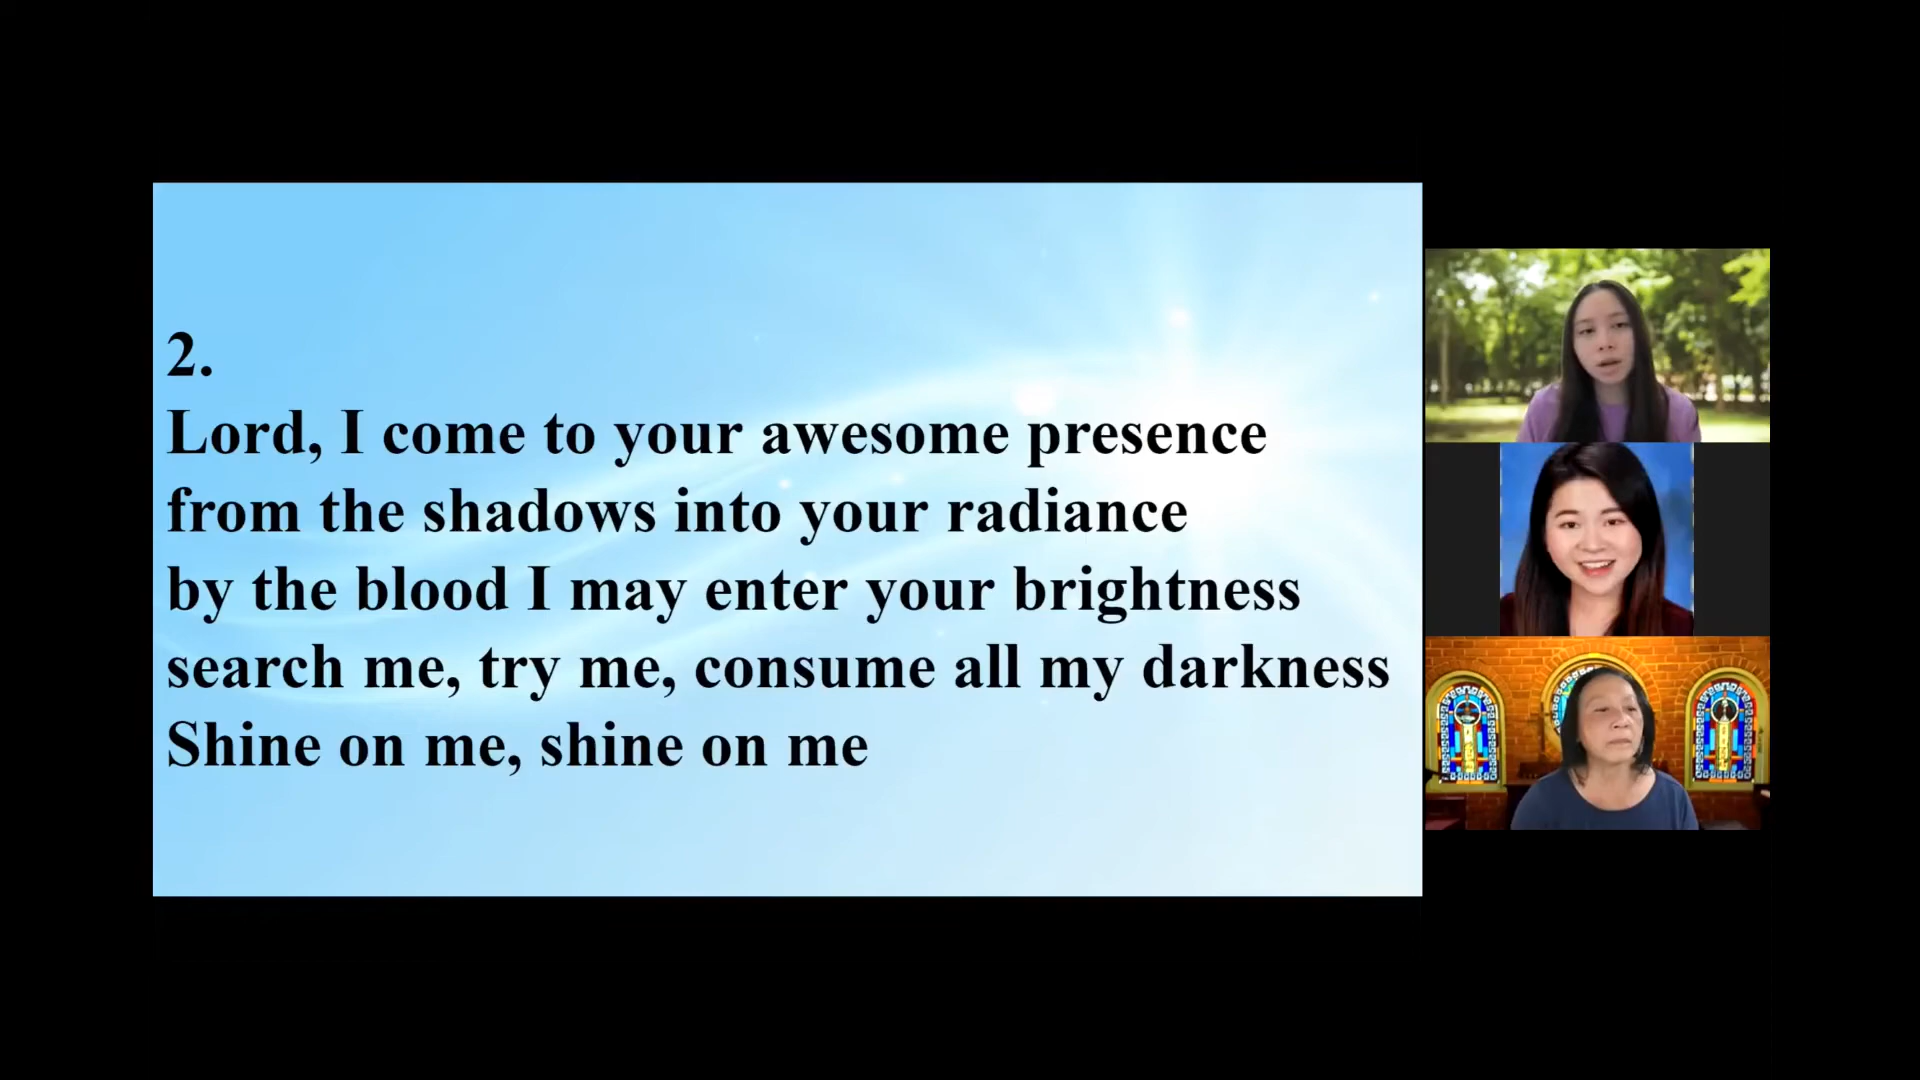 2.
Lord, I come to your awesome presence
from the shadows into your radiance
by the blood I may enter your brightness
search me, try me, consume all my darkness
Shine on me, shine on me